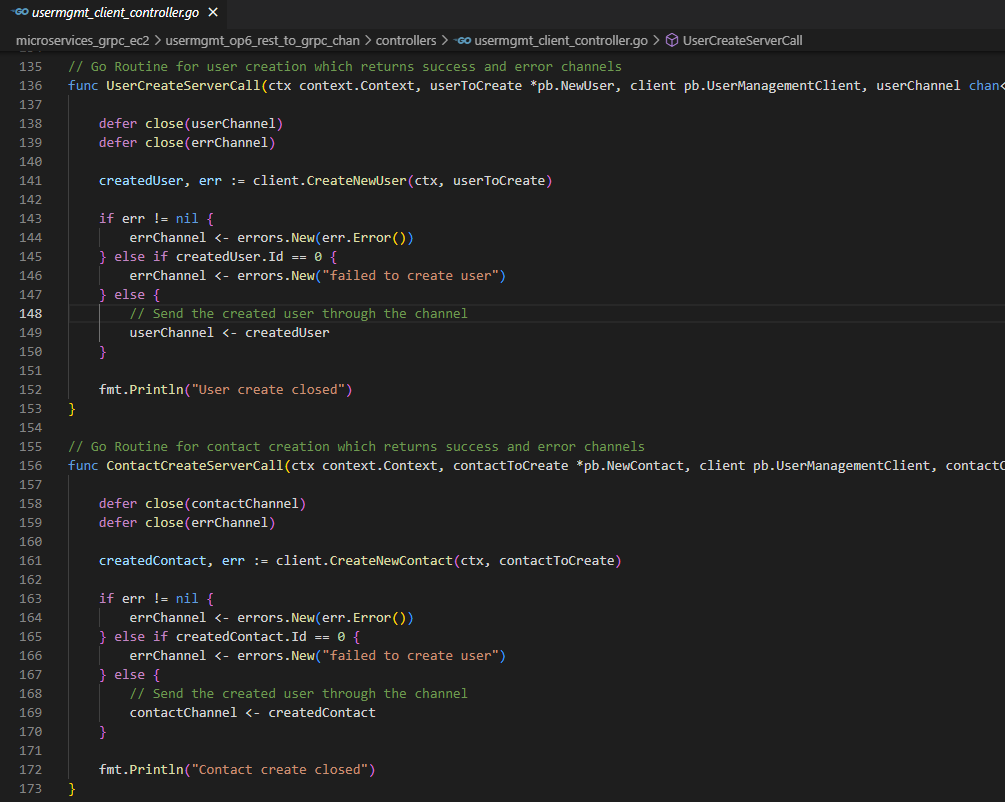 usermgmt_client_controller.go ×
microservices_grpc_ec2 > usermgmt_op6_rest_to_grpc_chan > controllers > usermgmt_client_controller.go > UserCreateServerCall
135 // Go Routine for user creation which returns success and error channels
136 func UserCreateServerCall(ctx context.Context, userToCreate *pb.NewUser, client pb.UserManagementClient, userChannel chan<
137
138 defer close(userChannel)
139 defer close(errChannel)
140
141 createdUser, err := client.CreateNewUser(ctx, userToCreate)
142
143 if err != nil {
144 errChannel <- errors.New(err.Error())
145 } else if createdUser.Id == 0 {
146 errChannel <- errors.New("failed to create user")
147 } else {
148 // Send the created user through the channel
149 userChannel <- createdUser
150 }
151
152 fmt.Println("User create closed")
153 }
154
155 // Go Routine for contact creation which returns success and error channels
156 func ContactCreateServerCall(ctx context.Context, contactToCreate *pb.NewContact, client pb.UserManagementClient, contactC
157
158 defer close(contactChannel)
159 defer close(errChannel)
160
161 createdContact, err := client.CreateNewContact(ctx, contactToCreate)
162
163 if err != nil {
164 errChannel <- errors.New(err.Error())
165 } else if createdContact.Id == 0 {
166 errChannel <- errors.New("failed to create user")
167 } else {
168 // Send the created user through the channel
169 contactChannel <- createdContact
170 }
171
172 fmt.Println("Contact create closed")
173 }